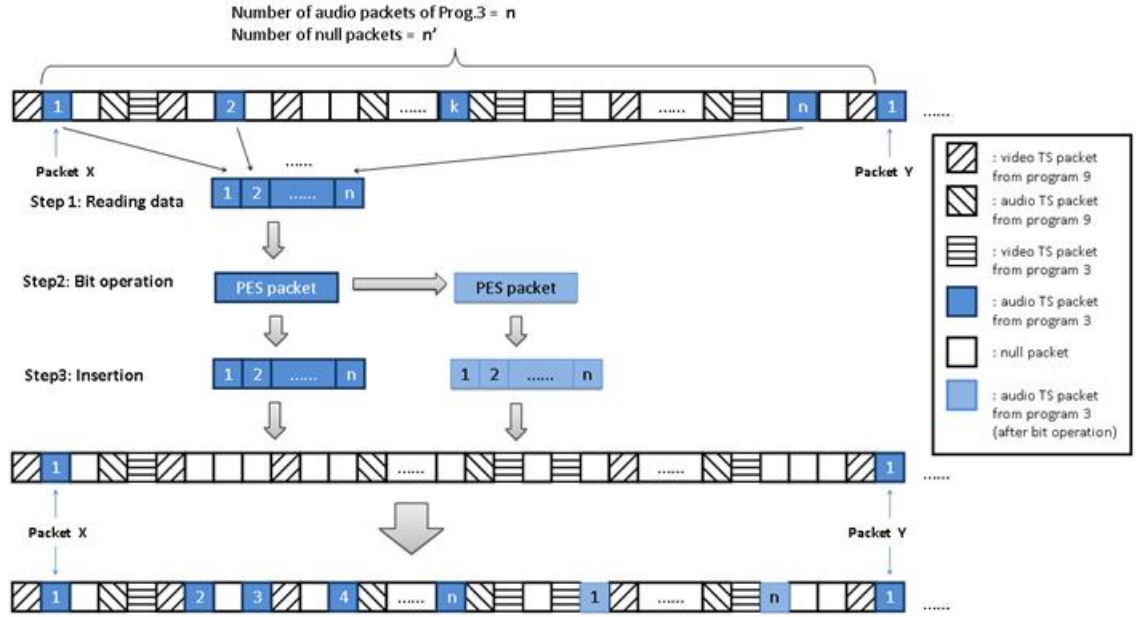 Number of audio packets of Prog.3 = n
Number of null packets = n’
1 2 ...... k ...... n 1 ......
Packet X
Packet Y
......
Step 1: Reading data
1 2 ...... n
Step2: Bit operation
PES packet
PES packet
Step3: Insertion
1 2 ...... n
1 2 ...... n
1 ...... ...... 1 ......
Packet X
Packet Y
1 2 3 4 ...... n 1 ...... n 1 ......
: video TS packet
from program 9
: audio TS packet
from program 9
: video TS packet
from program 3
: audio TS packet
from program 3
: null packet
: audio TS packet
from program 3
(after bit operation)